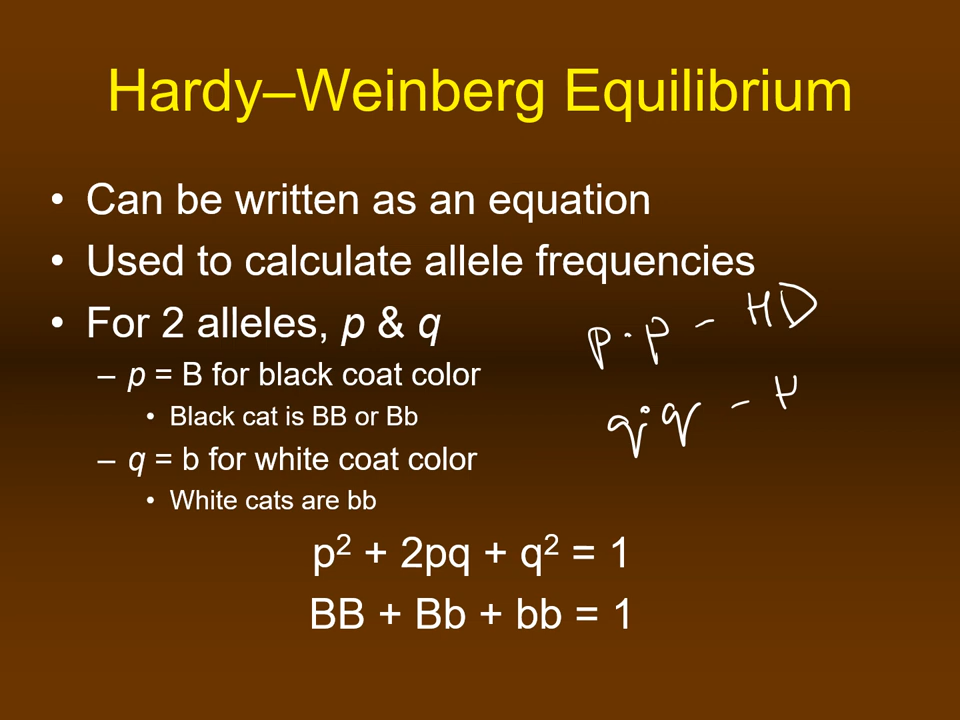 Hardy–Weinberg Equilibrium
• Can be written as an equation
• Used to calculate allele frequencies
• For 2 alleles, p & q
– p = B for black coat color
• Black cat is BB or Bb
– q = b for white coat color
• White cats are bb
p² + 2pq + q² = 1
BB + Bb + bb = 1
p·p – HD
q·q – H